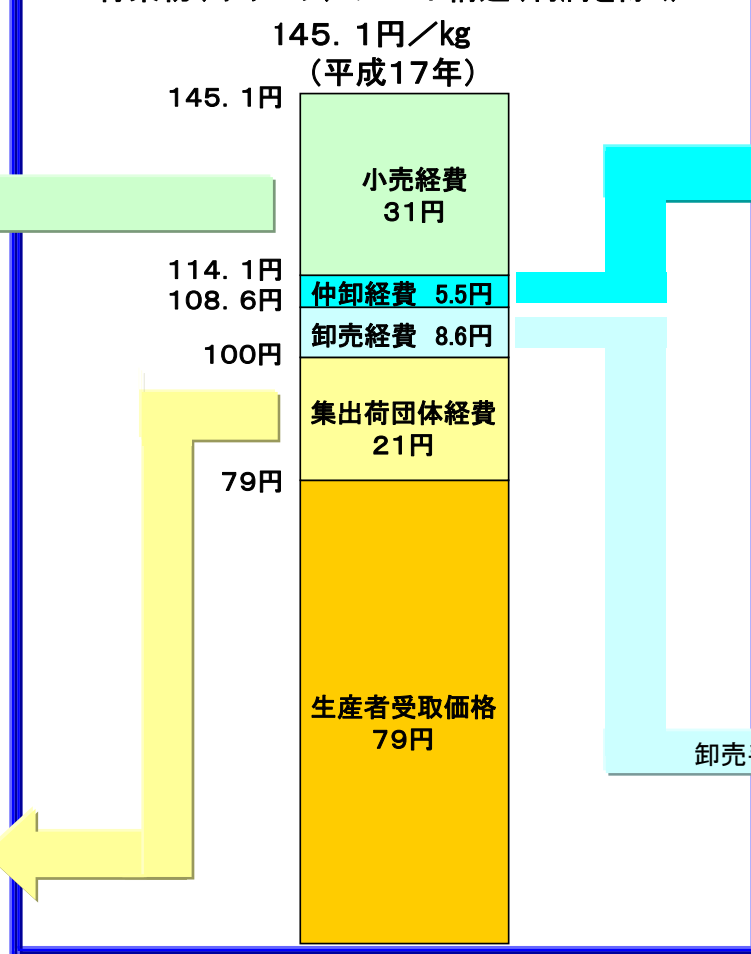 145．1円／kg
（平成17年）
145．1円
小売経費
31円
114．1円
仲卸経費 5.5円
108．6円
卸売経費 8.6円
100円
集出荷団体経費
21円
79円
生産者受取価格
79円
卸売